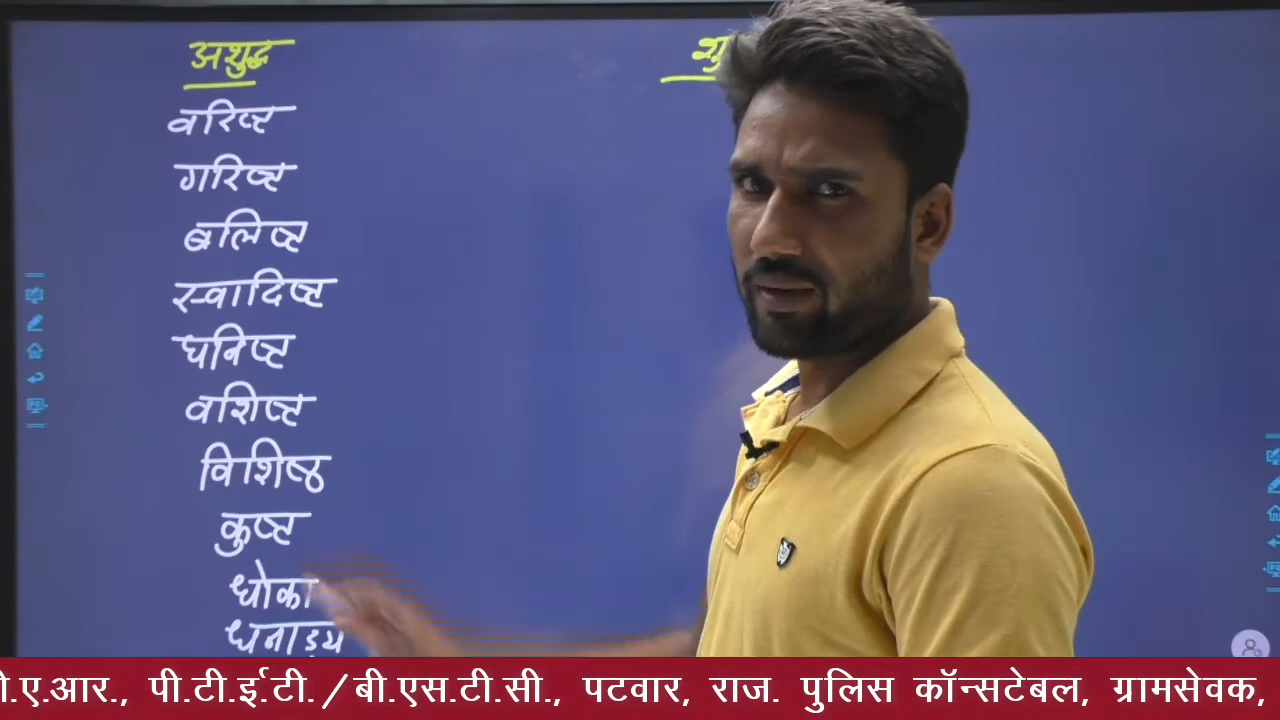 अशुद्ध
वरिष्ट
गरिष्ट
बलिष्ट
स्वादिष्ट
घनिष्ट
वशिष्ट
विशिष्ठ
कुष्ट
धोका
धनाड्य
पी.टी.ई.टी./बी.एस.टी.सी., पटवार, राज. पुलिस कॉन्सटेबल, ग्रामसेवक,